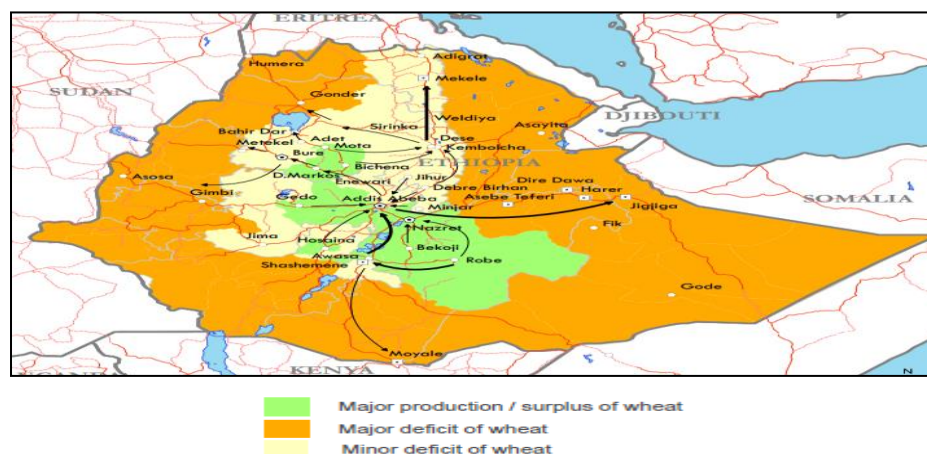 ERITREA
Adigrat
Humera
Mekele
SUDAN
Gonder
Weldiya
Asayita
DJIBOUTI
Sirinka
Bahir Dar
Adet
Dese
Metekel
Mota
Kembolcha
Bure
ETHIOPIA
Bichena
Asosa
D.Markos
Enewari
Jihur
Dire Dawa
Gimbi
Debre Birhan
Harer
Gedo
Addis Abeba
Asebe Teferi
SOMALIA
Minjar
Jigjiga
Nazret
Fik
Jima
Hosaina
Awasa
Bekoji
Shashemene
Robe
Gode
Moyale
KENYA
UGANDA
Z
Major production / surplus of wheat
Major deficit of wheat
Minor deficit of wheat